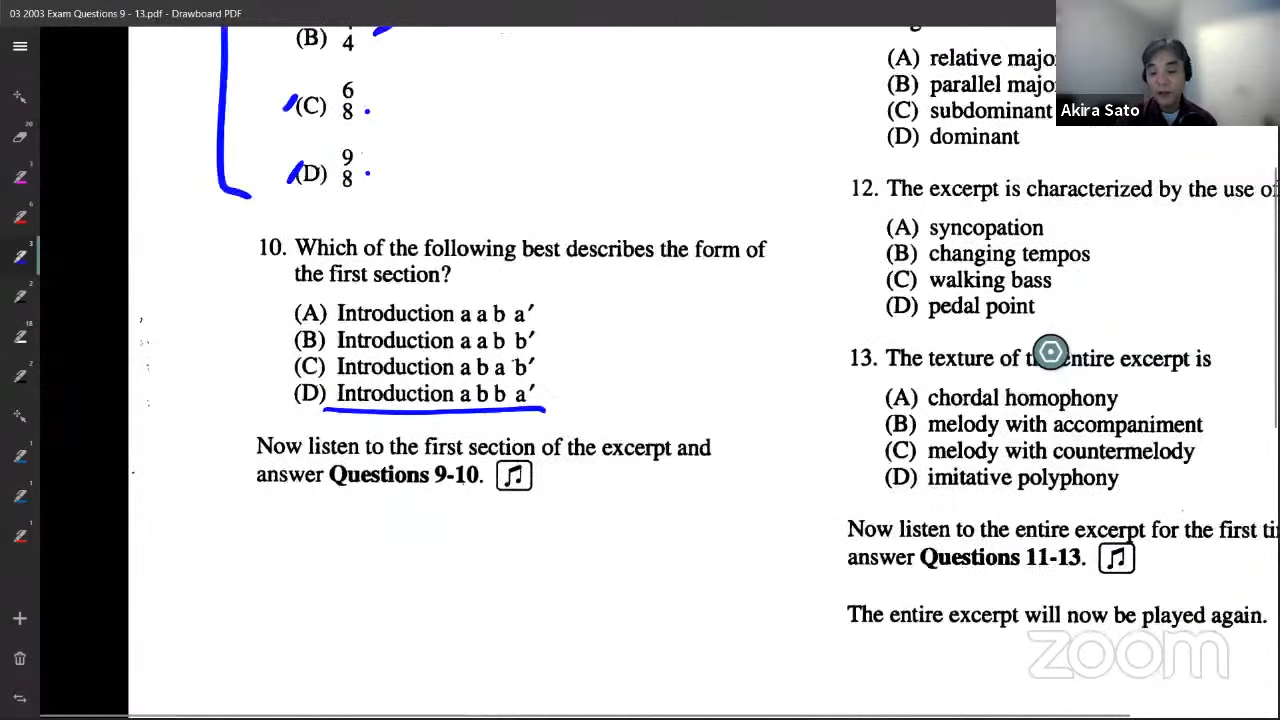 03 2003 Exam Questions 9 - 13.pdf - Drawboard PDF
(B) 4
(C) 6
8
(D) 9
8
10. Which of the following best describes the form of
the first section?
(A) Introduction a a b a′
(B) Introduction a a b b′
(C) Introduction a b a b′
(D) Introduction a b b a′
Now listen to the first section of the excerpt and
answer Questions 9-10.
(A) relative majo
(B) parallel majo
(C) subdominant
(D) dominant
12. The excerpt is characterized by the use of
(A) syncopation
(B) changing tempos
(C) walking bass
(D) pedal point
13. The texture of entire excerpt is
(A) chordal homophony
(B) melody with accompaniment
(C) melody with countermelody
(D) imitative polyphony
Now listen to the entire excerpt for the first ti
answer Questions 11-13.
The entire excerpt will now be played again.
Akira Sato
zoom